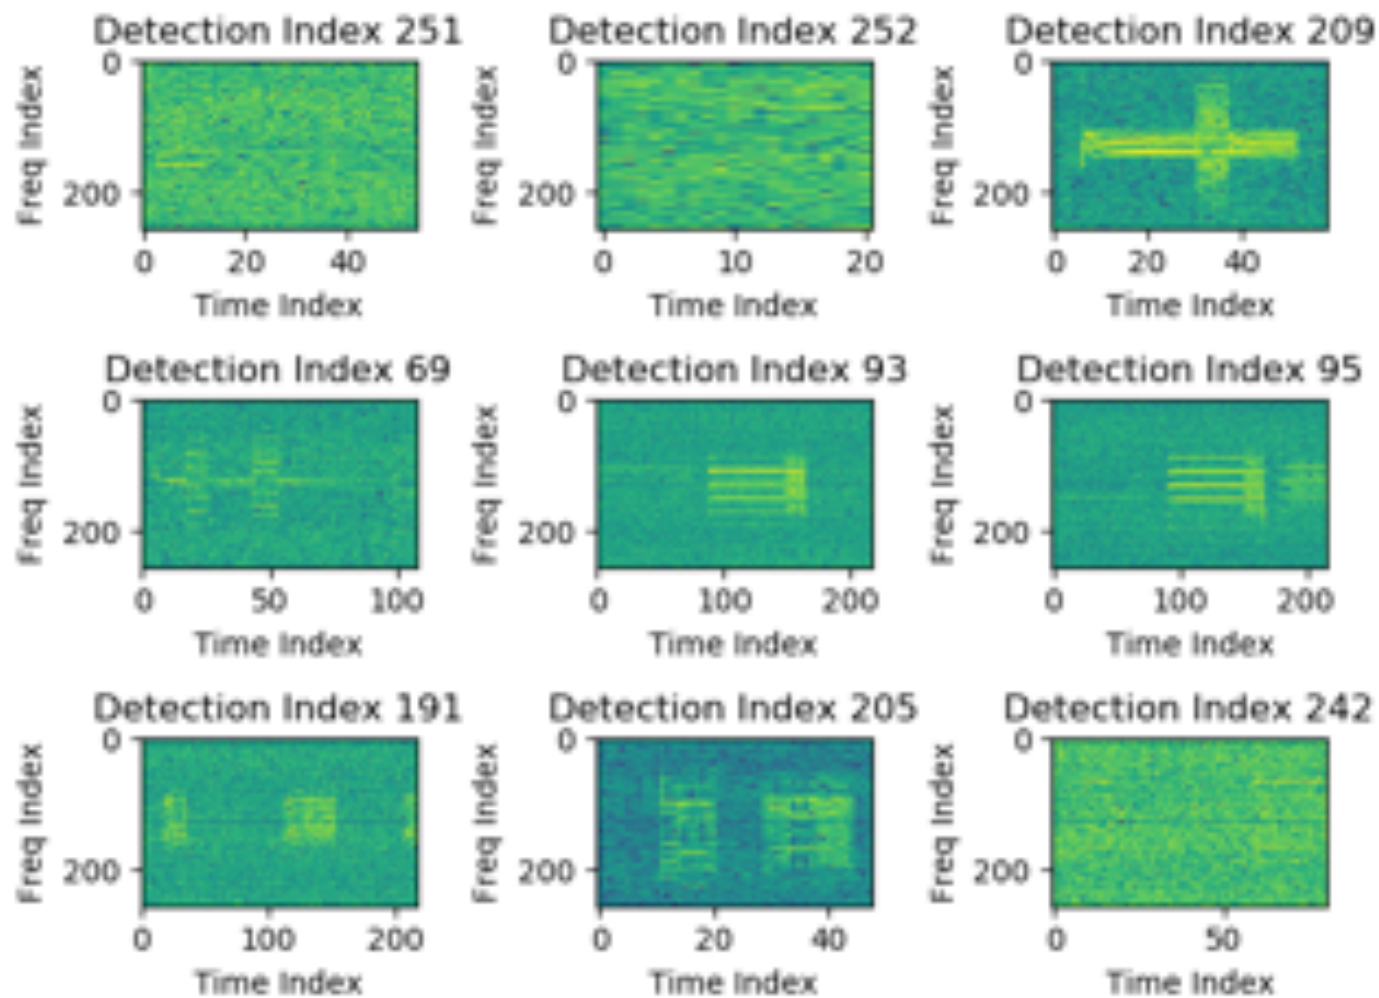 Detection Index 251
Freq Index
0
200
0 20 40
Time Index
Detection Index 252
Freq Index
0
200
0 10 20
Time Index
Detection Index 209
Freq Index
0
200
0 20 40
Time Index
Detection Index 69
Freq Index
0
200
0 50 100
Time Index
Detection Index 93
Freq Index
0
200
0 100 200
Time Index
Detection Index 95
Freq Index
0
200
0 100 200
Time Index
Detection Index 191
Freq Index
0
200
0 100 200
Time Index
Detection Index 205
Freq Index
0
200
0 20 40
Time Index
Detection Index 242
Freq Index
0
200
0 50
Time Index